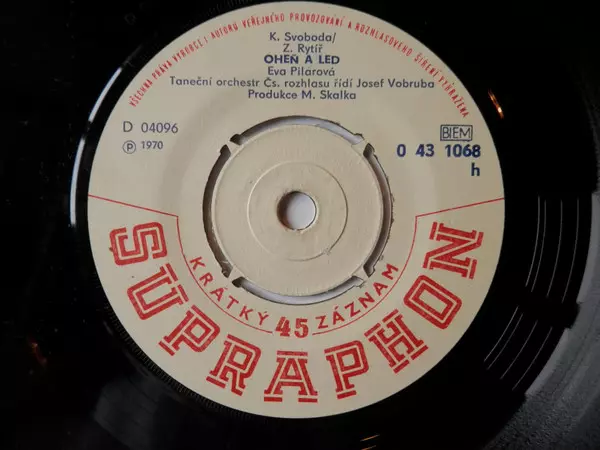 VŠECHNA PRÁVA VÝROBCE I AUTORŮ VEŘEJNÉHO PROVOZOVÁNÍ A ROZHLASOVÉHO ŠÍŘENÍ VYHRAŽENA
K. Svoboda/
Z. Rytíř
OHEŇ A LED
Eva Pilarová
Taneční orchestr Čs. rozhlasu řídí Josef Vobruba
Produkce M. Skalka
D 04096
Ⓟ 1970
BIEM
0 43 1068
h
KRÁTKÝ 45 ZÁZNAM
SUPRAPHON